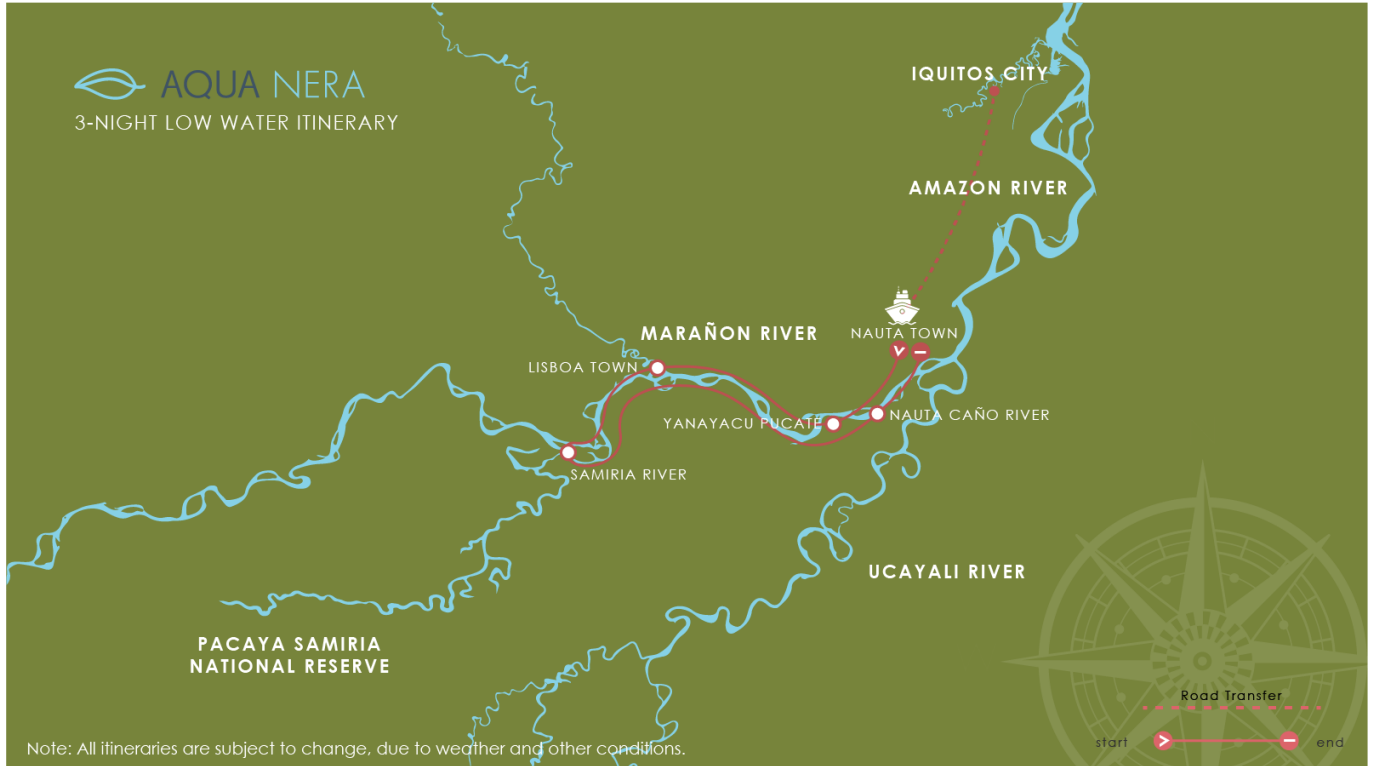 AQUA NERA
3-NIGHT LOW WATER ITINERARY
IQUITOS CITY
AMAZON RIVER
NAUTA TOWN
MARAÑON RIVER
LISBOA TOWN
YANAYACU PUCATE
NAUTA CAÑO RIVER
SAMIRIA RIVER
UCAYALI RIVER
PACAYA SAMIRIA
NATIONAL RESERVE
Road Transfer
start
end
Note: All itineraries are subject to change, due to weather and other conditions.